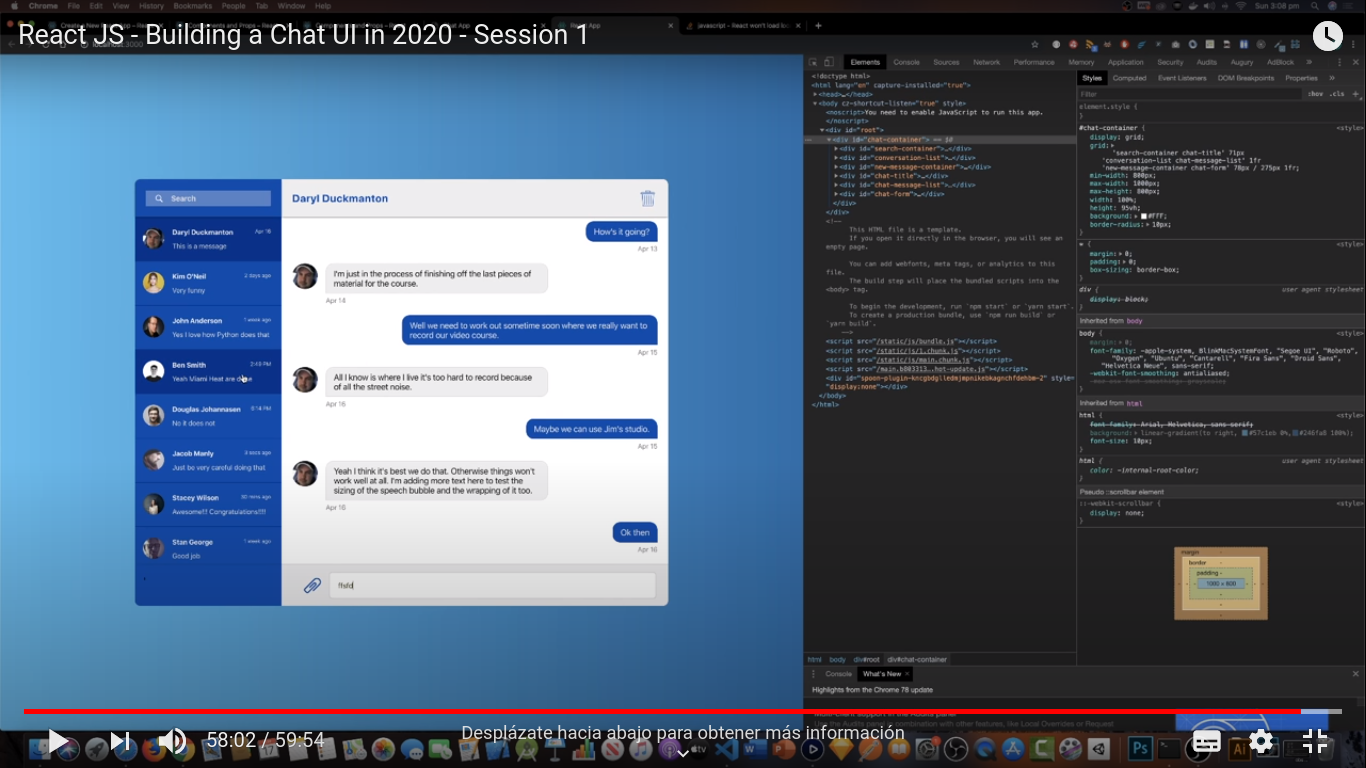 Chrome File Edit View History Bookmarks People Tab Window Help
Sun 3:08 pm
React JS - Building a Chat UI in 2020 - Session 1
javascript - React won't load lo
Elements Console Sources Network Performance Memory Application Security Audits Augury AdBlock
Search
Daryl Duckmanton
Daryl Duckmanton Apr 16
This is a message
Kim O'Neil 2 days ago
Very funny
John Anderson 1 week ago
Yes I love how Python does that
Ben Smith 2:49 PM
Yeah Miami Heat are done
Douglas Johannasen 6:14 PM
No it does not
Jacob Manly 3 secs ago
Just be very careful doing that
Stacey Wilson 30 mins ago
Awesome!!! Congratulations!!!!
Stan George 1 week ago
Good job
How's it going?
Apr 13
I'm just in the process of finishing off the last pieces of
material for the course.
Apr 14
Well we need to work out sometime soon where we really want to
record our video course.
Apr 15
All I know is where I live it's too hard to record because
of all the street noise.
Apr 16
Maybe we can use Jim's studio.
Apr 15
Yeah I think it's best we do that. Otherwise things won't
work well at all. I'm adding more text here to test the
sizing of the speech bubble and the wrapping of it too.
Apr 16
Ok then
Apr 16
<!doctype html>
<html lang="en" capture-installed="true">
<head>…</head>
<body cz-shortcut-listen="true" style>
<noscript>You need to enable JavaScript to run this app.
</noscript>
<div id="root">
<div id="chat-container"> == $0
<div id="search-container">…</div>
<div id="conversation-list">…</div>
<div id="new-message-container">…</div>
<div id="chat-title">…</div>
<div id="chat-message-list">…</div>
<div id="chat-form">…</div>
</div>
</div>
<!--
This HTML file is a template.
If you open it directly in the browser, you will see an
empty page.
You can add webfonts, meta tags, or analytics to this
file.
The build step will place the bundled scripts into the
<body> tag.
To begin the development, run `npm start` or `yarn start`.
To create a production bundle, use `npm run build` or
`yarn build`.
-->
<script src="/static/js/bundle.js"></script>
<script src="/static/js/1.chunk.js"></script>
<script src="/static/js/main.chunk.js"></script>
"display:none"></div>
</body>
</html>
html body div#root div#chat-container
Styles Computed Event Listeners DOM Breakpoints Properties
Filter :hov .cls +
element.style {
}
#chat-container { <style>
display: grid;
grid:
'search-container chat-title' 71px
'conversation-list chat-message-list' 1fr
'new-message-container chat-form' 78px / 275px 1fr;
min-width: 800px;
max-width: 1000px;
max-height: 800px;
width: 100%;
height: 95vh;
background: #FFF;
border-radius: 10px;
}
* { <style>
margin: 0;
padding: 0;
box-sizing: border-box;
}
div { user agent stylesheet
display: block;
}
Inherited from body
body { <style>
margin: 0;
font-family: -apple-system, BlinkMacSystemFont, "Segoe UI", "Roboto",
"Oxygen", "Ubuntu", "Cantarell", "Fira Sans", "Droid Sans",
"Helvetica Neue", sans-serif;
-webkit-font-smoothing: antialiased;
}
Inherited from html
html { <style>
font-family: Arial, Helvetica, sans-serif;
background: linear-gradient(to right, #57c1eb 0%, #246fa8 100%);
font-size: 10px;
}
html { user agent stylesheet
color: -internal-root-color;
}
Pseudo ::scrollbar element
::-webkit-scrollbar { <style>
display: none;
}
margin -
border -
padding -
1000 × 800
Console What's New ×
Highlights from the Chrome 78 update
58:02 / 59:54
Desplázate hacia abajo para obtener más información